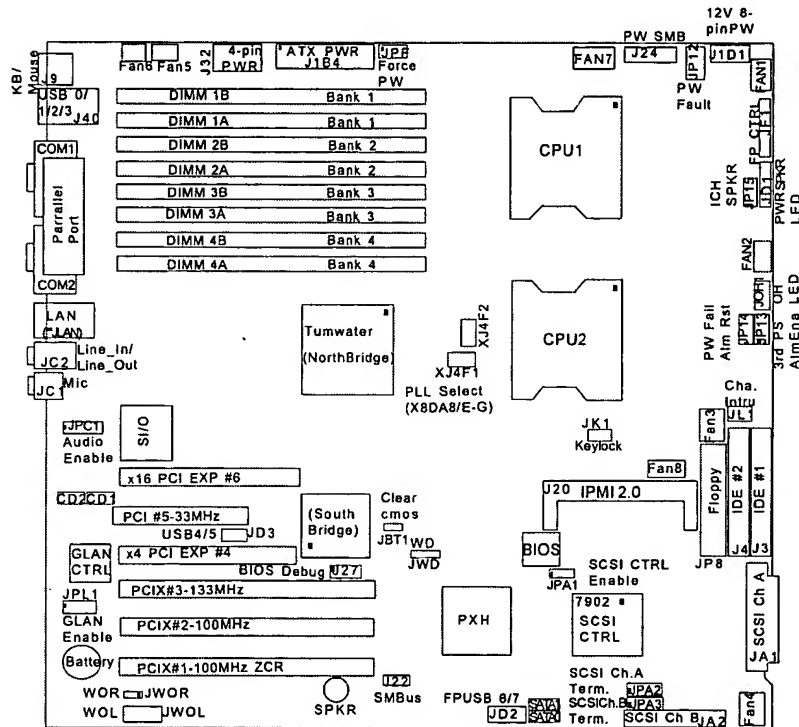 12V 8-
pinPW
PW SMB
KB/
Mouse
J9
Fan6 Fan5
J32
4-pin
PWR
ATX PWR
J1B4
Force
PW
FAN7
J24
JP12
PW
Fault
J1D1
FAN1
USB 0/
1/2/3
J40
DIMM 1B Bank 1
DIMM 1A Bank 1
DIMM 2B Bank 2
DIMM 2A Bank 2
DIMM 3B Bank 3
DIMM 3A Bank 3
DIMM 4B Bank 4
DIMM 4A Bank 4
CPU1
FP CTRL
JF1
ICH
SPKR
JPT5
JD1
PWRSPKR
LED
COM1
Parrallel
Port
COM2
FAN2
JOH1
OH
LED
PW Fail
Alm Rst
JP14
JP13
3rd PS
AlmEna
LAN
(JLAN)
JC2
Line_In/
Line_Out
JC1
Mic
Tumwater
(NorthBridge)
XJ4F2
XJ4F1
PLL Select
(X8DA8/E-G)
CPU2
JPC1
Audio
Enable
SI/O
JK1
Keylock
Cha.
Intru
JL1
Fan3
Fan8
x16 PCI EXP #6
CD2 CD1
PCI #5-33MHz
USB4/5 JD3
(South
Bridge)
Clear
cmos
JBT1
WD
JWD
J20 IPMI 2.0
Floppy
JP8
IDE #2
J4
IDE #1
J3
GLAN
CTRL
x4 PCI EXP #4
BIOS Debug J27
BIOS
SCSI CTRL
Enable
JPA1
JPL1
GLAN
Enable
PCIX#3-133MHz
PCIX#2-100MHz
PXH
7902
SCSI
CTRL
SCSI Ch A
JA1
Battery
PCIX#1-100MHz ZCR
WOR JWOR
WOL JWOL
SPKR
J22
SMBus
FPUSB 6/7
JD2
SATA1
SATA0
SCSI Ch.A
Term. JPA2
SCSICh.B JPA3
Term. SCSI Ch B JA2
Fan4